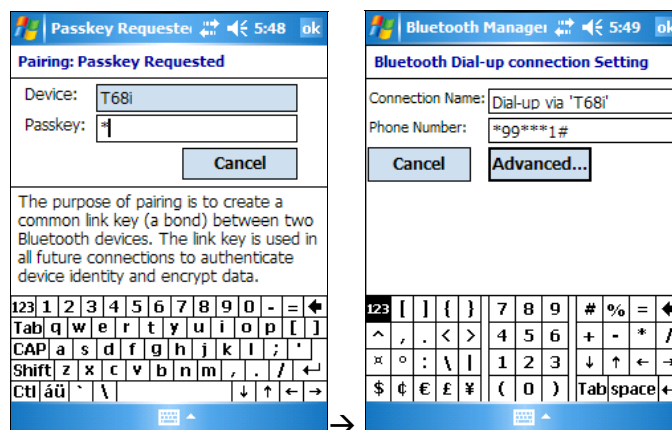 Passkey Requeste 5:48 ok
Pairing: Passkey Requested
Device: T68i
Passkey: *
Cancel
The purpose of pairing is to create a
common link key (a bond) between two
Bluetooth devices. The link key is used in
all future connections to authenticate
device identity and encrypt data.
123 1 2 3 4 5 6 7 8 9 0 - =
Tab q w e r t y u i o p [ ]
CAP a s d f g h j k l ; '
Shift z x c v b n m , . / ↵
Ctl áü ` \ ↓ ↑ ← →
→
Bluetooth Manager 5:49 ok
Bluetooth Dial-up connection Setting
Connection Name: Dial-up via 'T68i'
Phone Number: *99***1#
Cancel Advanced...
123 [ ] { } 7 8 9 # % = ←
^ , . < > 4 5 6 + - * /
¤ ° : \ | 1 2 3 ↓ ↑ ← →
$ ¢ € £ ¥ ( 0 ) Tab space